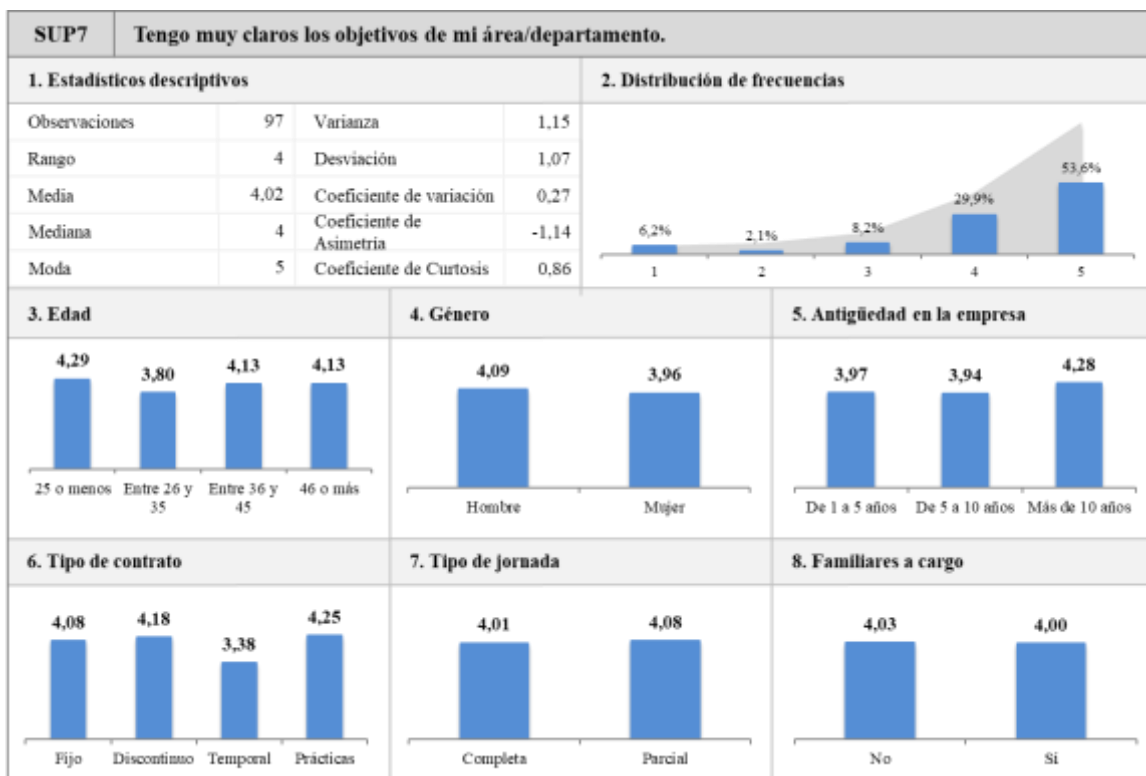 SUP7 Tengo muy claros los objetivos de mi área/departamento.
1. Estadísticos descriptivos
2. Distribución de frecuencias
Observaciones 97 Varianza 1,15
Rango 4 Desviación 1,07
Media 4,02 Coeficiente de variación 0,27
Mediana 4 Coeficiente de
Asimetría -1,14
Moda 5 Coeficiente de Curtosis 0,86
6,2% 2,1% 8,2% 29,9% 53,6%
1 2 3 4 5
3. Edad
4,29 3,80 4,13 4,13
25 o menos Entre 26 y Entre 36 y 46 o más
35 45
4. Género
4,09 3,96
Hombre Mujer
5. Antigüedad en la empresa
3,97 3,94 4,28
De 1 a 5 años De 5 a 10 años Más de 10 años
6. Tipo de contrato
4,08 4,18 3,38 4,25
Fijo Discontinuo Temporal Prácticas
7. Tipo de jornada
4,01 4,08
Completa Parcial
8. Familiares a cargo
4,03 4,00
No Sí